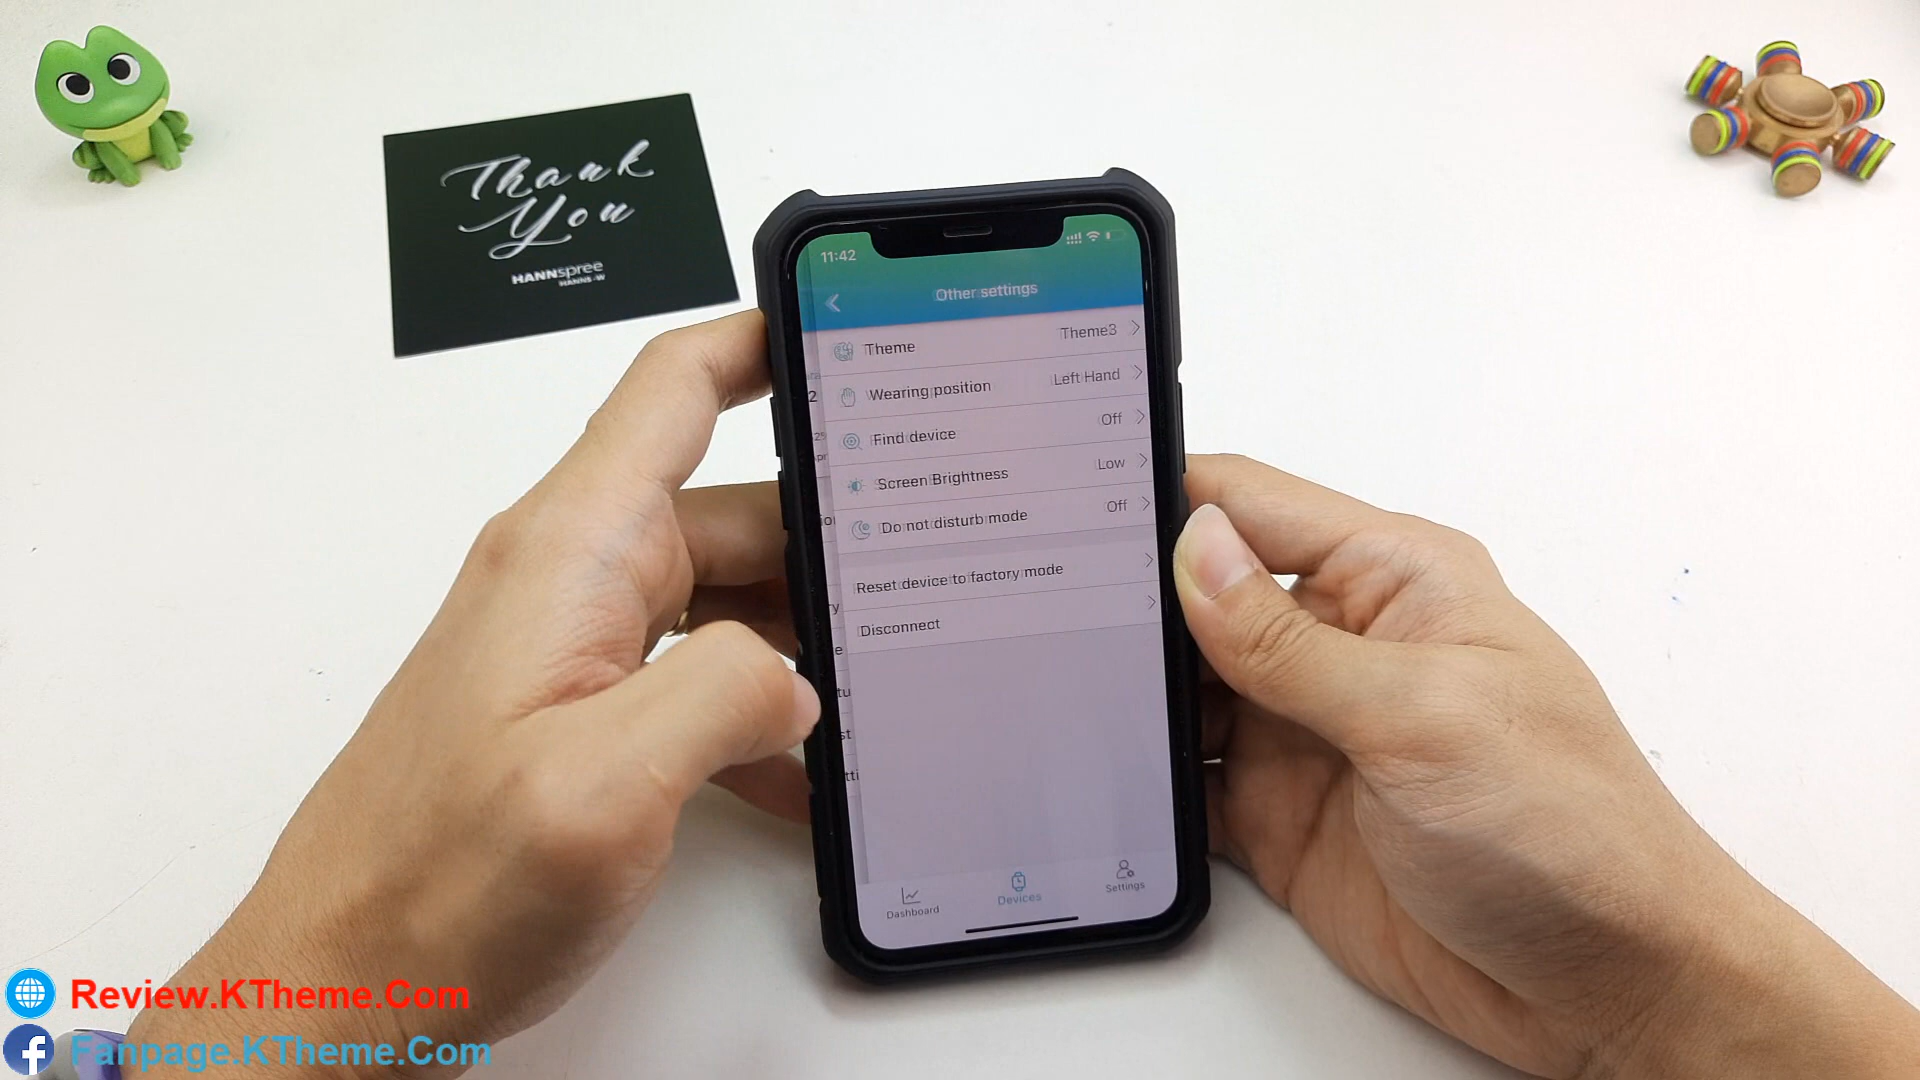 Thank
You
HANNspree
HANNS-W
11:42
Other settings
Theme Theme3
Wearing position Left Hand
Find device Off
Screen Brightness Low
Do not disturb mode Off
Reset device to factory mode
Disconnect
Dashboard Devices Settings
Review.KTheme.Com
Fanpage.KTheme.Com